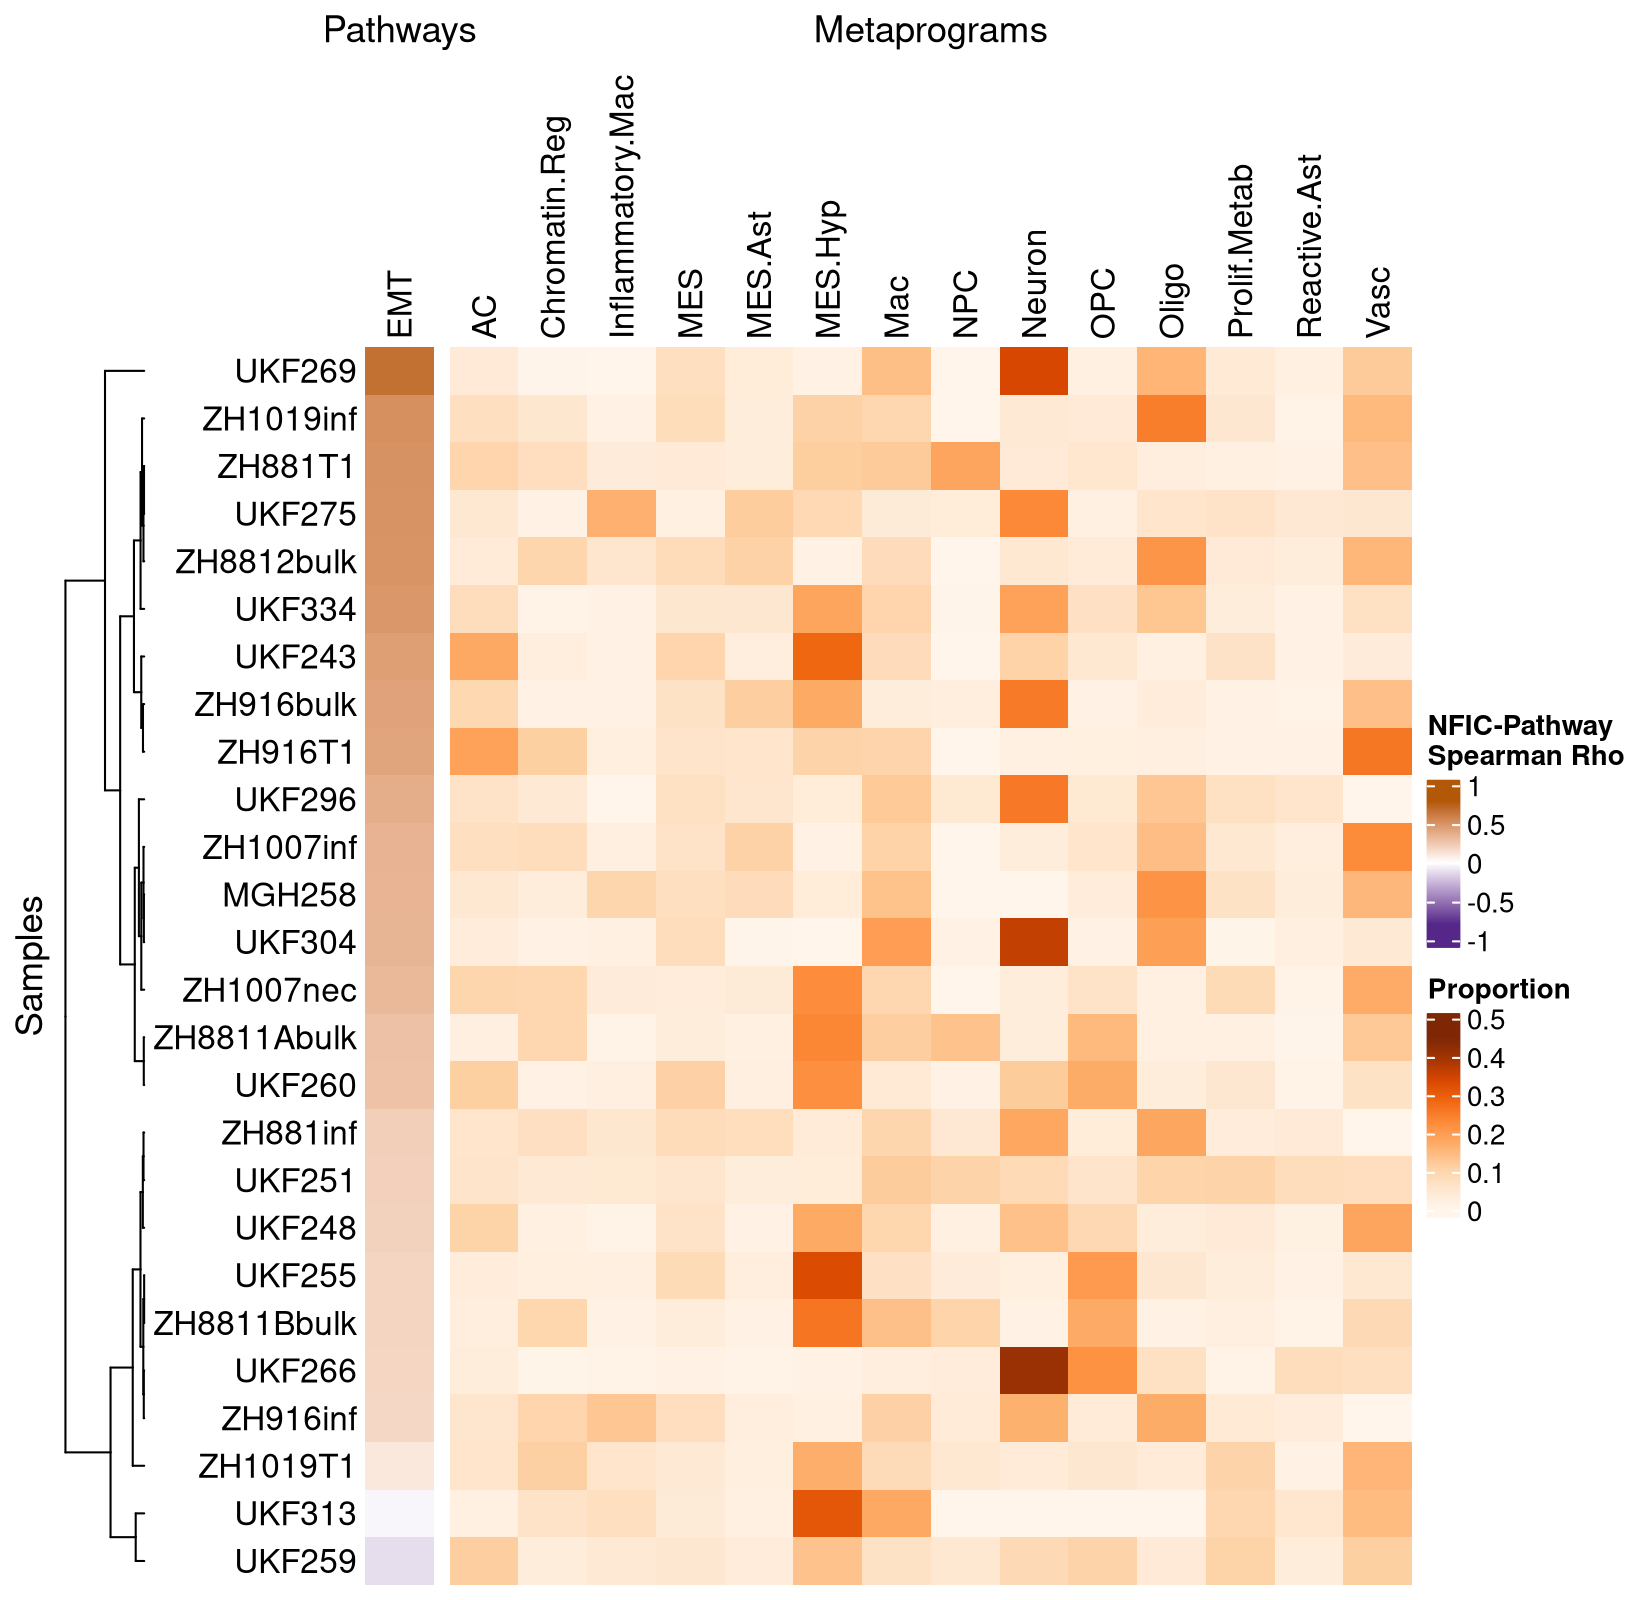 Pathways
Metaprograms
EMT
AC
Chromatin.Reg
Inflammatory.Mac
MES
MES.Ast
MES.Hyp
Mac
NPC
Neuron
OPC
Oligo
Prolif.Metab
Reactive.Ast
Vasc
Samples
UKF269
ZH1019inf
ZH881T1
UKF275
ZH8812bulk
UKF334
UKF243
ZH916bulk
ZH916T1
UKF296
ZH1007inf
MGH258
UKF304
ZH1007nec
ZH8811Abulk
UKF260
ZH881inf
UKF251
UKF248
UKF255
ZH8811Bbulk
UKF266
ZH916inf
ZH1019T1
UKF313
UKF259
NFIC-Pathway
Spearman Rho
1
0.5
0
-0.5
-1
Proportion
0.5
0.4
0.3
0.2
0.1
0